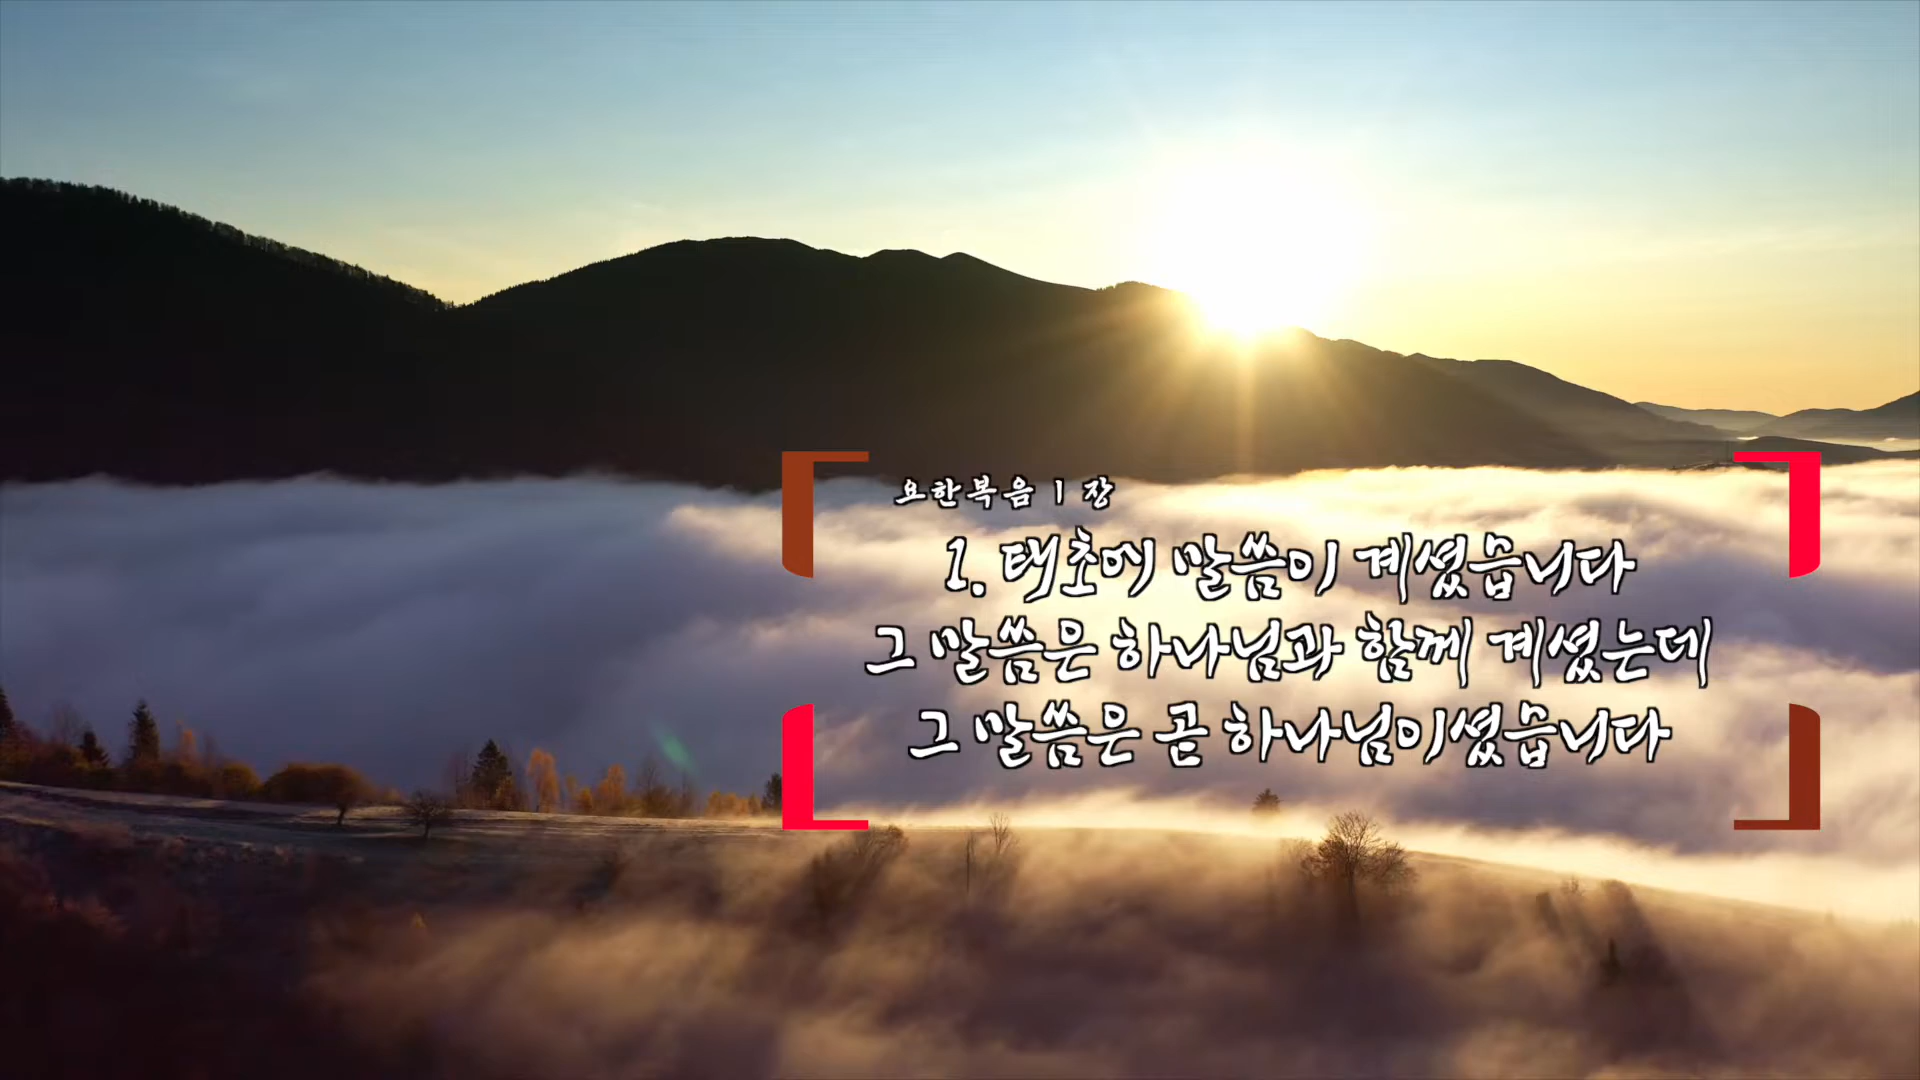 요한복음 1 장
1. 태초에 말씀이 계셨습니다
그 말씀은 하나님과 함께 계셨는데
그 말씀은 곧 하나님이셨습니다